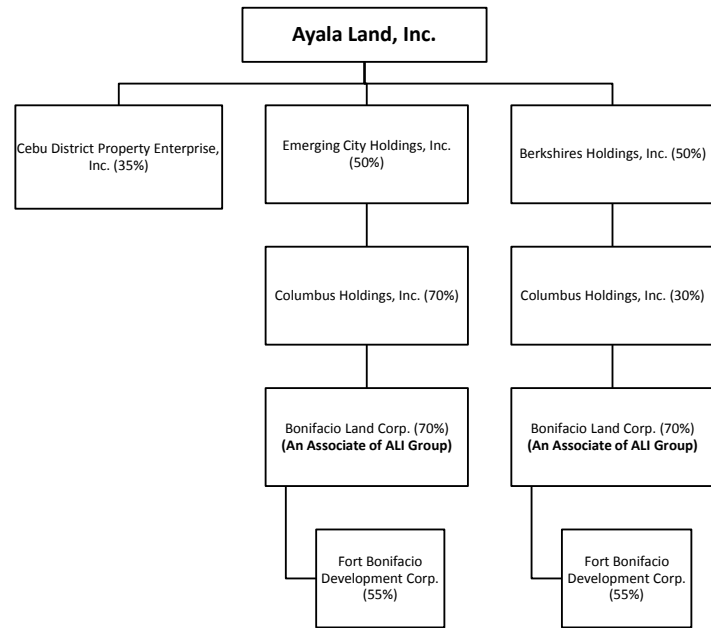 Ayala Land, Inc.
Cebu District Property Enterprise,
Inc. (35%)
Emerging City Holdings, Inc.
(50%)
Berkshires Holdings, Inc. (50%)
Columbus Holdings, Inc. (70%)
Columbus Holdings, Inc. (30%)
Bonifacio Land Corp. (70%)
(An Associate of ALI Group)
Bonifacio Land Corp. (70%)
(An Associate of ALI Group)
Fort Bonifacio
Development Corp.
(55%)
Fort Bonifacio
Development Corp.
(55%)